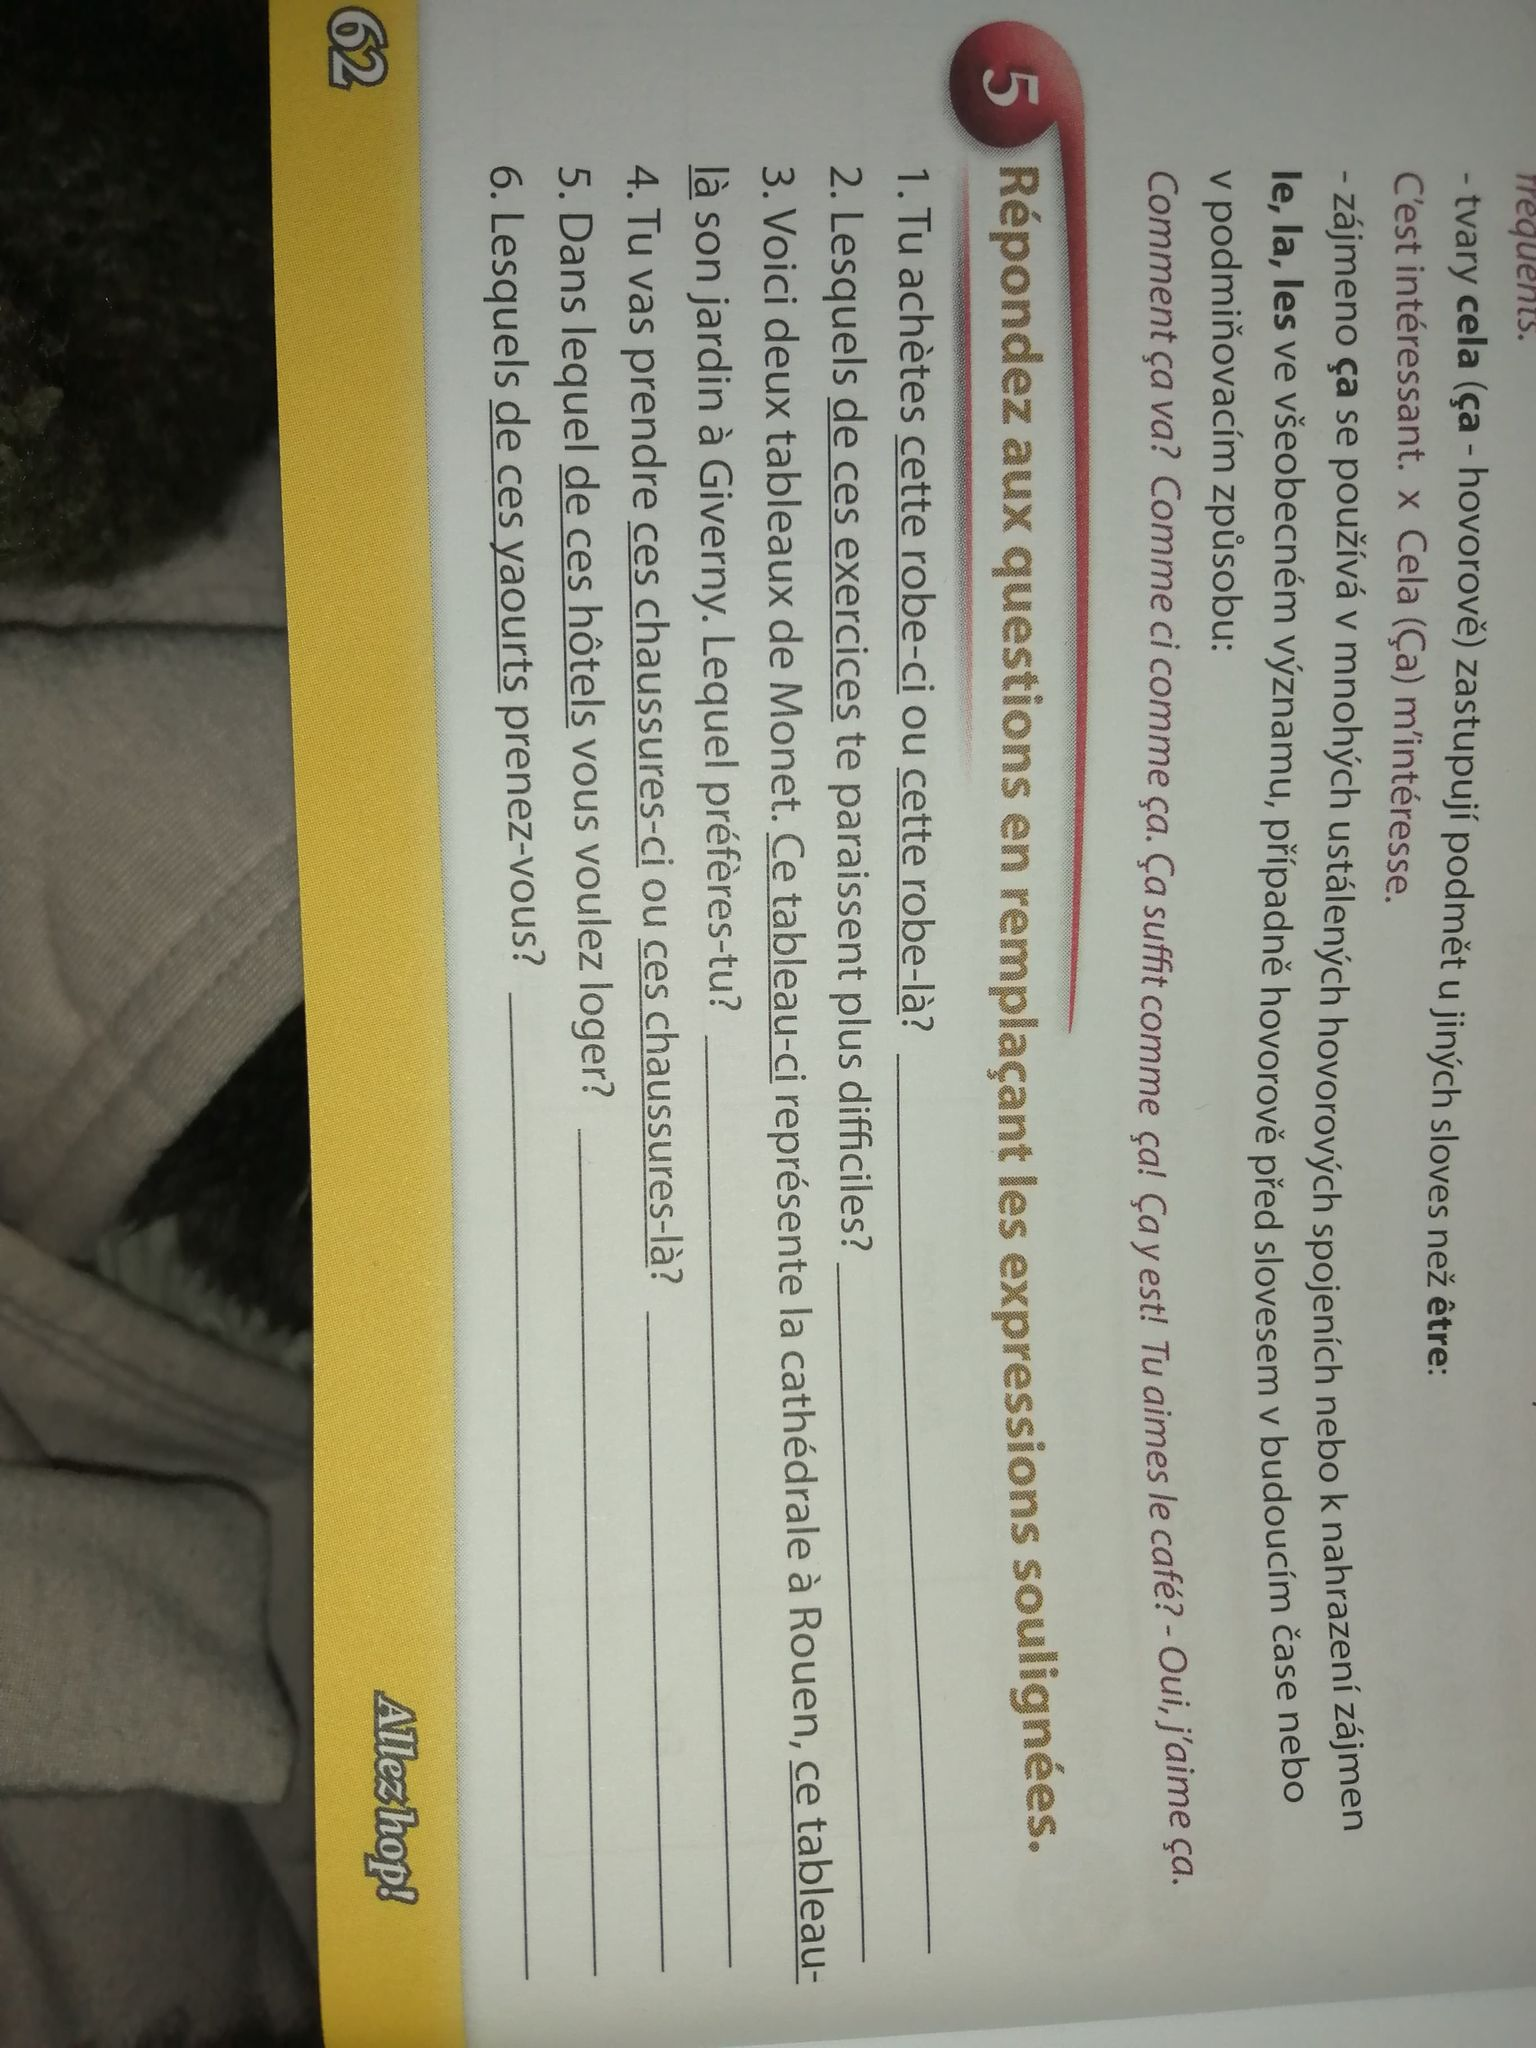 fréquents.
- tvary cela (ça - hovorově) zastupují podmět u jiných sloves než être:
C'est intéressant. x Cela (Ça) m'intéresse.
- zájmeno ça se používá v mnohých ustálených hovorových spojeních nebo k nahrazení zájmen
le, la, les ve všeobecném významu, případně hovorově před slovesem v budoucím čase nebo
v podmiňovacím způsobu:
Comment ça va? Comme ci comme ça. Ça suffit comme ça! Ça y est! Tu aimes le café? - Oui, j'aime ça.
5 Répondez aux questions en remplaçant les expressions soulignées.
1. Tu achètes cette robe-ci ou cette robe-là?
2. Lesquels de ces exercices te paraissent plus difficiles?
3. Voici deux tableaux de Monet. Ce tableau-ci représente la cathédrale à Rouen, ce tableau-
là son jardin à Giverny. Lequel préfères-tu?
4. Tu vas prendre ces chaussures-ci ou ces chaussures-là?
5. Dans lequel de ces hôtels vous voulez loger?
6. Lesquels de ces yaourts prenez-vous?
62 Allez hop!